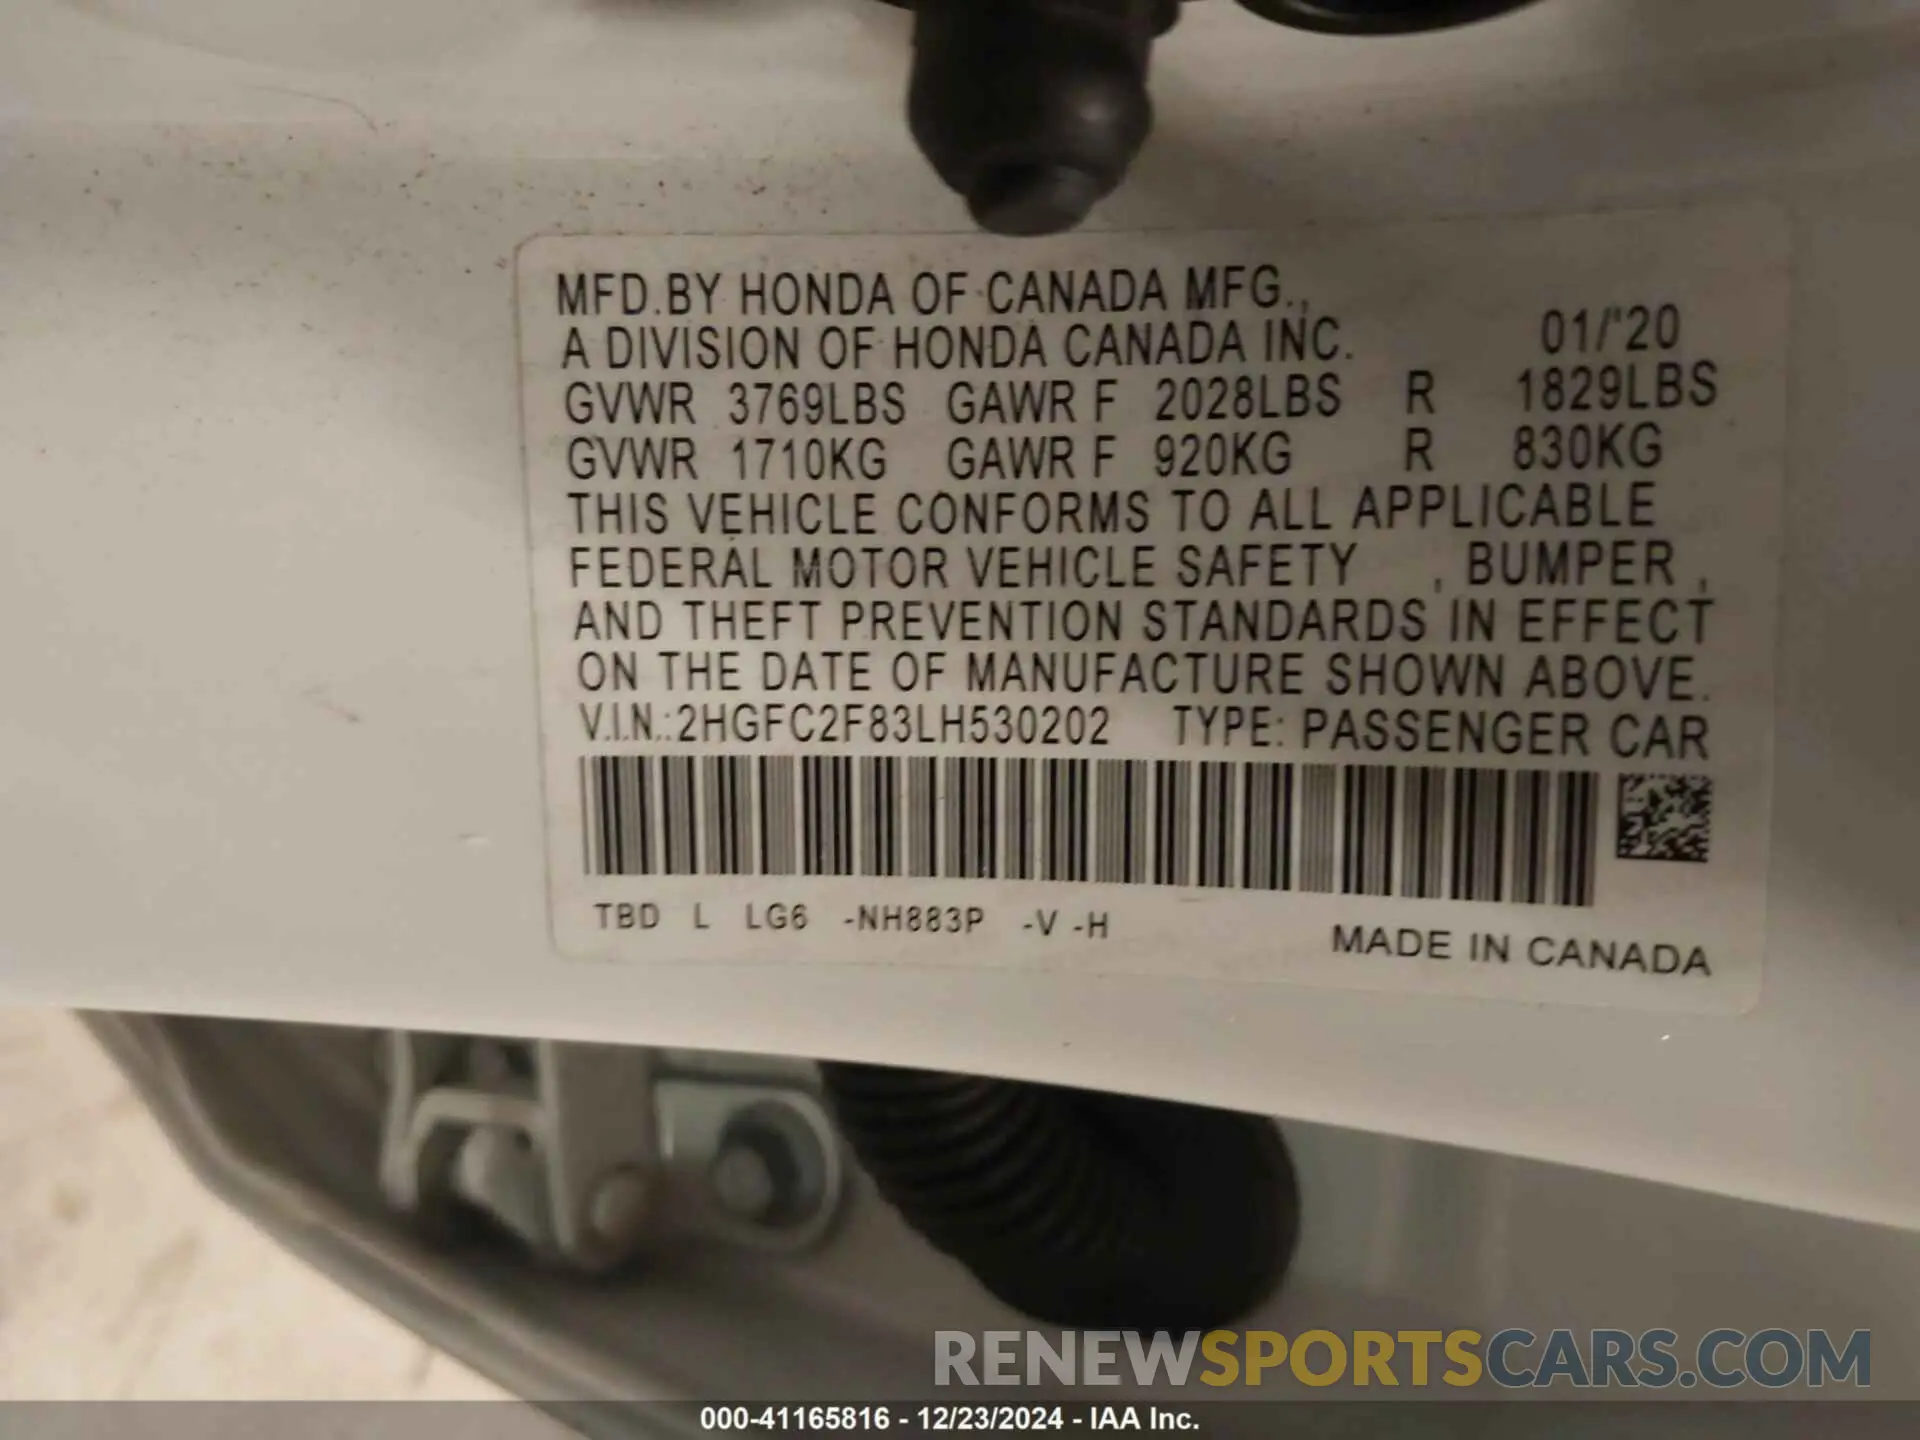 MFD.BY HONDA OF CANADA MFG.,
A DIVISION OF HONDA CANADA INC. 01/'20
GVWR 3769LBS GAWR F 2028LBS R 1829LBS
GVWR 1710KG GAWR F 920KG R 830KG
THIS VEHICLE CONFORMS TO ALL APPLICABLE
FEDERAL MOTOR VEHICLE SAFETY , BUMPER ,
AND THEFT PREVENTION STANDARDS IN EFFECT
ON THE DATE OF MANUFACTURE SHOWN ABOVE.
V.I.N.:2HGFC2F83LH530202 TYPE: PASSENGER CAR
TBD L LG6 -NH883P -V -H
MADE IN CANADA
RENEWSPORTSCARS.COM
000-41165816 - 12/23/2024 - IAA Inc.